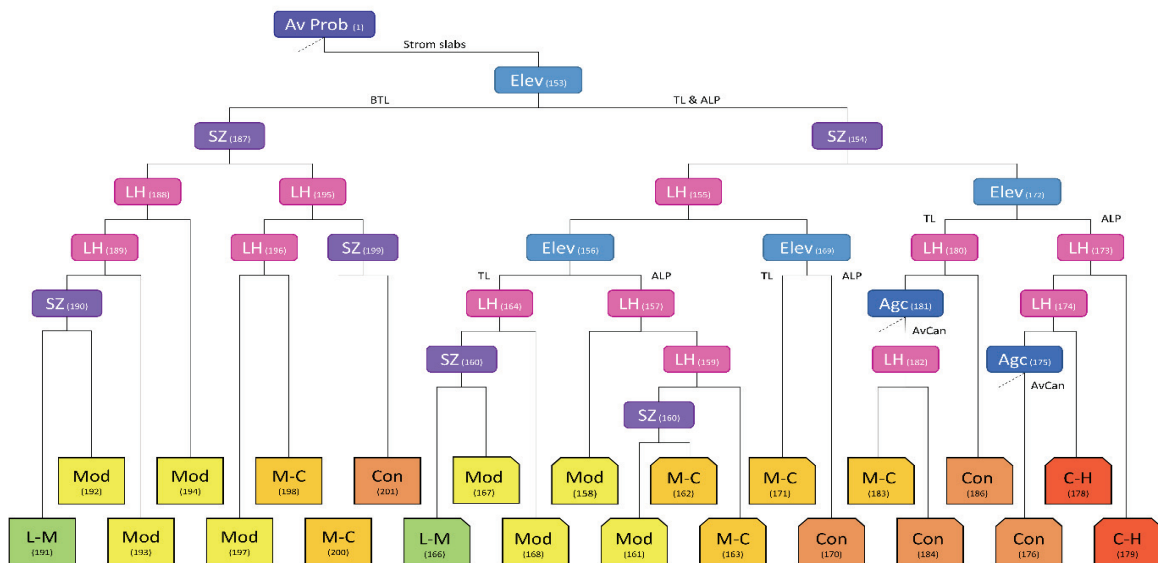 Av Prob (1)
Strom slabs
Elev (153)
BTL
TL & ALP
SZ (187)
SZ (154)
LH (188)
LH (195)
LH (155)
Elev (172)
TL
ALP
LH (189)
LH (196)
SZ (199)
Elev (156)
Elev (169)
LH (180)
LH (173)
TL
ALP
TL
ALP
SZ (190)
LH (164)
LH (157)
Agc (181)
LH (174)
AvCan
SZ (160)
LH (159)
LH (182)
Agc (175)
AvCan
SZ (160)
Mod (192)
Mod (194)
M-C (198)
Con (201)
Mod (167)
Mod (158)
M-C (162)
M-C (171)
M-C (183)
Con (186)
C-H (178)
L-M (191)
Mod (193)
Mod (197)
M-C (200)
L-M (166)
Mod (168)
Mod (161)
M-C (163)
Con (170)
Con (184)
Con (176)
C-H (179)